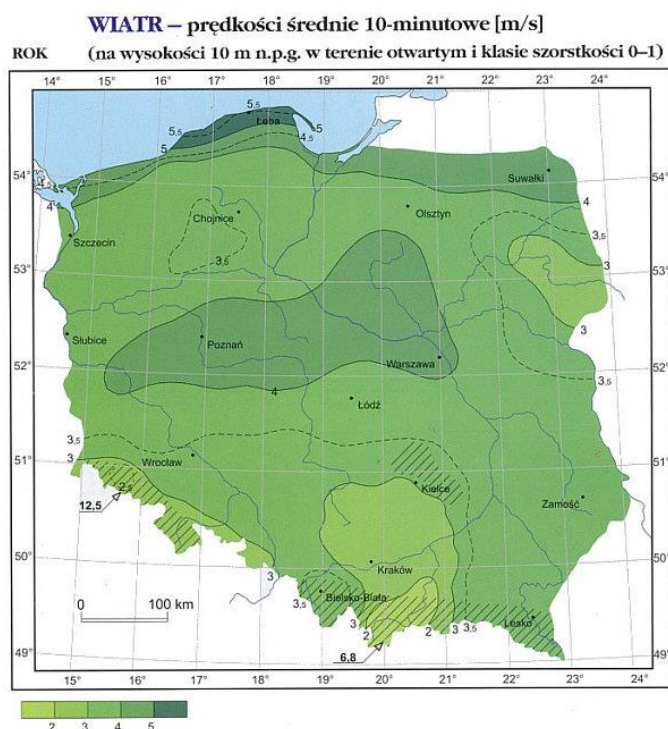 WIATR – prędkości średnie 10-minutowe [m/s]
ROK (na wysokości 10 m n.p.g. w terenie otwartym i klasie szorstkości 0–1)
14° 15° 16° 17° 18° 19° 20° 21° 22° 23° 24°
5,5
Łeba
5,5 5
5 4,5
54° 54°
4,5 Suwałki
4 4
Chojnice Olsztyn
Szczecin 3,5
3,5 3
53° 53°
3
Słubice Poznań
Warszawa
52° 52°
4 3,5
Łódź
3,5
51° 51°
3 Wrocław
2,5 Kielce
12,5 Zamość
50° 50°
3 Kraków
Bielsko-Biała
3,5 Lesko
0 100 km 3 2 2 3 3,5
49° 49°
6,8
15° 16° 17° 18° 19° 20° 21° 22° 23°
2 3 4 5